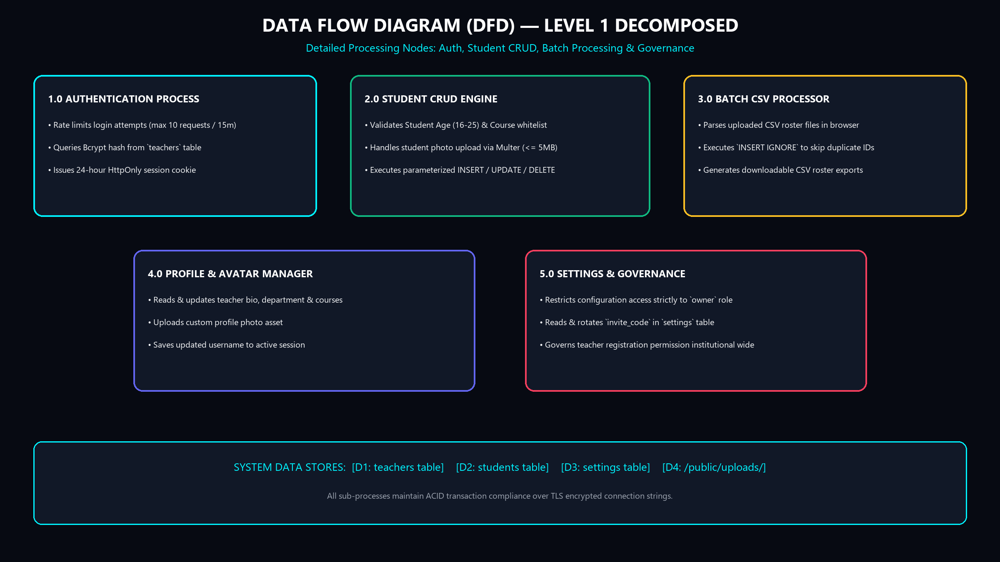 DATA FLOW DIAGRAM (DFD) — LEVEL 1 DECOMPOSED
Detailed Processing Nodes: Auth, Student CRUD, Batch Processing & Governance
1.0 AUTHENTICATION PROCESS
• Rate limits login attempts (max 10 requests / 15m)
• Queries Bcrypt hash from `teachers` table
• Issues 24-hour HttpOnly session cookie
2.0 STUDENT CRUD ENGINE
• Validates Student Age (16-25) & Course whitelist
• Handles student photo upload via Multer (<= 5MB)
• Executes parameterized INSERT / UPDATE / DELETE
3.0 BATCH CSV PROCESSOR
• Parses uploaded CSV roster files in browser
• Executes `INSERT IGNORE` to skip duplicate IDs
• Generates downloadable CSV roster exports
4.0 PROFILE & AVATAR MANAGER
• Reads & updates teacher bio, department & courses
• Uploads custom profile photo asset
• Saves updated username to active session
5.0 SETTINGS & GOVERNANCE
• Restricts configuration access strictly to `owner` role
• Reads & rotates `invite_code` in `settings` table
• Governs teacher registration permission institutional wide
SYSTEM DATA STORES: [D1: teachers table] [D2: students table] [D3: settings table] [D4: /public/uploads/]
All sub-processes maintain ACID transaction compliance over TLS encrypted connection strings.